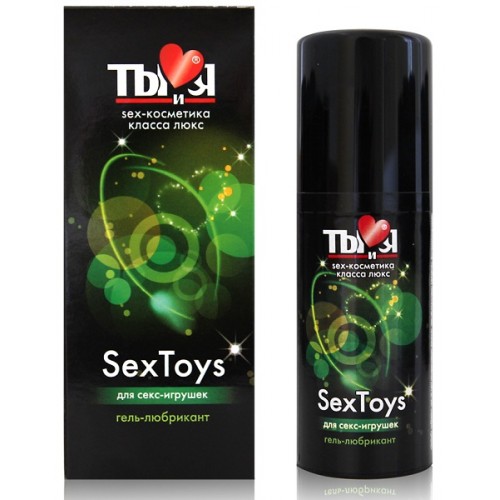 ТЫ Я®
и
sex-косметика
класса люкс
SexToys
для секс-игрушек
гель-любрикант
ТЫ Я
и
sex-косметика
класса люкс
SexToys
для секс-игрушек
гель-любрикант